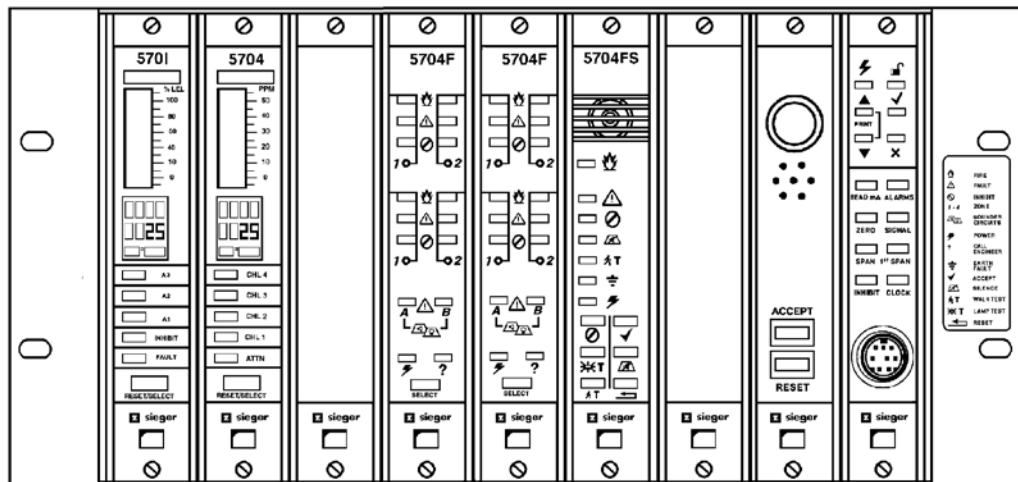 5701
% LEL
100
80
60
40
20
0
25
A3
A2
A1
INHIBIT
FAULT
RESET/SELECT
sieger
5704
PPM
50
40
30
20
10
0
25
CHL 4
CHL 3
CHL 2
CHL 1
ATTN
RESET/SELECT
sieger
sieger
5704F
1 2
1 2
A B
?
SELECT
sieger
5704F
1 2
1 2
A B
?
SELECT
sieger
5704FS
T
T
T
sieger
sieger
ACCEPT
RESET
sieger
PRINT
READ mA ALARMS
ZERO SIGNAL
SPAN 1st SPAN
INHIBIT CLOCK
sieger
FIRE
FAULT
INHIBIT
1 - 4 ZONE
SOUNDER
CIRCUITS
POWER
? CALL
ENGINEER
EARTH
FAULT
ACCEPT
SILENCE
T WALK TEST
T LAMP TEST
RESET